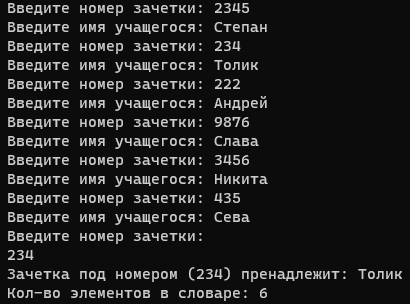 Введите номер зачетки: 2345
Введите имя учащегося: Степан
Введите номер зачетки: 234
Введите имя учащегося: Толик
Введите номер зачетки: 222
Введите имя учащегося: Андрей
Введите номер зачетки: 9876
Введите имя учащегося: Слава
Введите номер зачетки: 3456
Введите имя учащегося: Никита
Введите номер зачетки: 435
Введите имя учащегося: Сева
Введите номер зачетки:
234
Зачетка под номером (234) пренадлежит: Толик
Кол-во элементов в словаре: 6